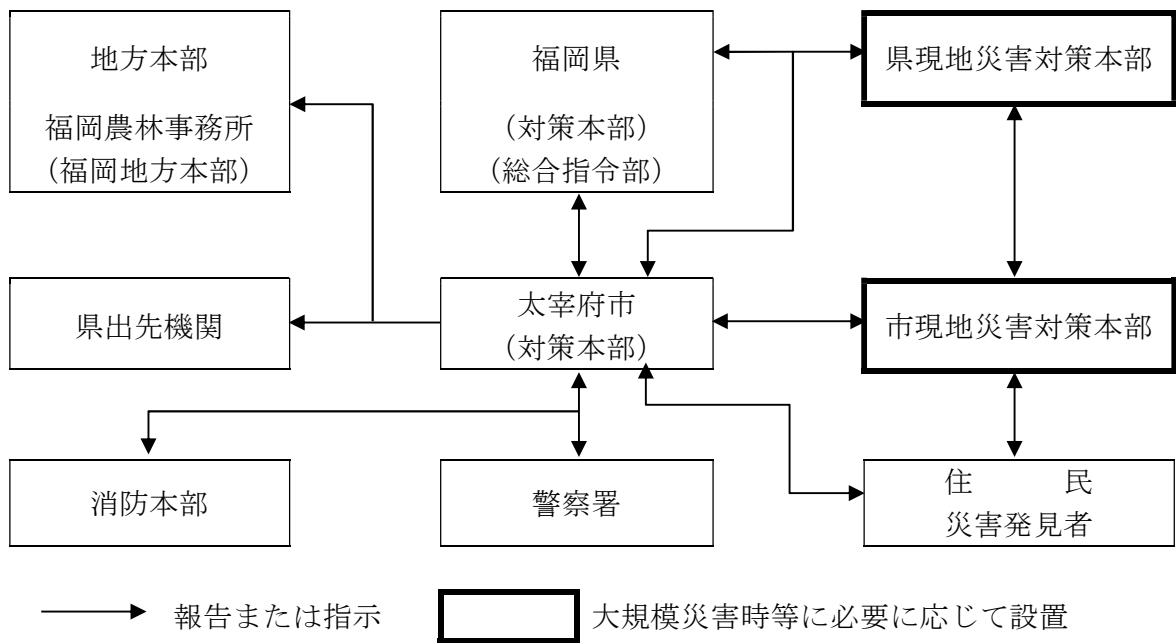 地方本部
福岡農林事務所
(福岡地方本部)
福岡県
(対策本部)
(総合指令部)
県現地災害対策本部
県出先機関
太宰府市
(対策本部)
市現地災害対策本部
消防本部
警察署
住　　民
災害発見者
報告または指示
大規模災害時等に必要に応じて設置